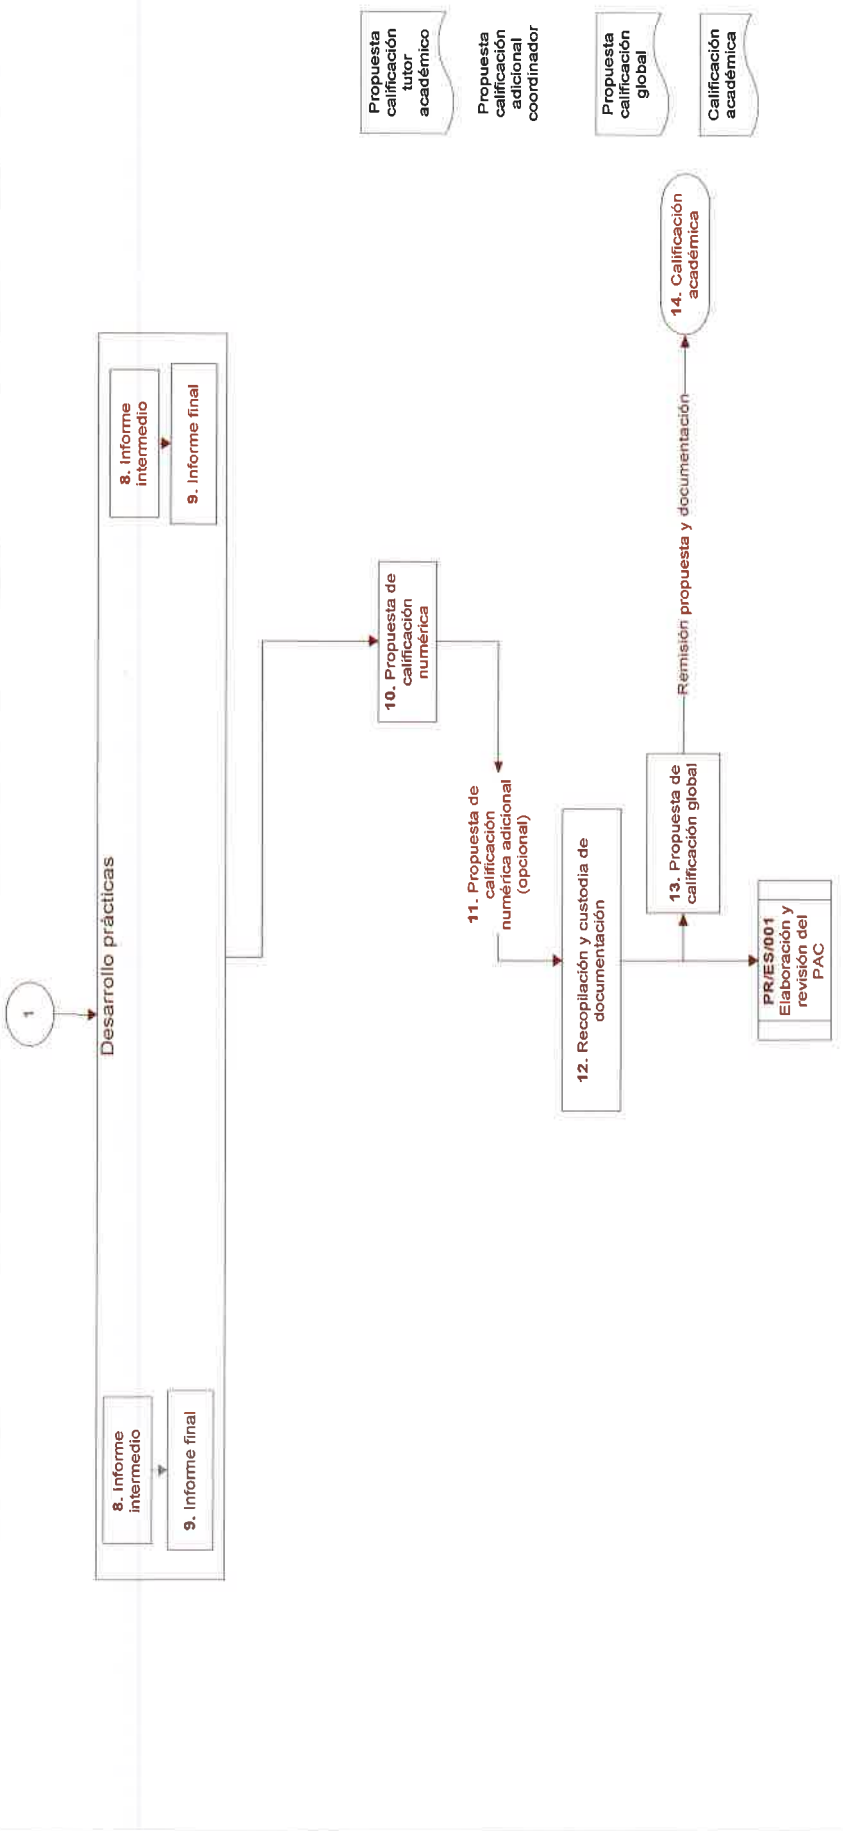 1
Desarrollo prácticas
8. Informe
intermedio
9. Informe final
8. Informe
intermedio
9. Informe final
10. Propuesta de
calificación
numérica
Propuesta
calificación
tutor
académico
11. Propuesta de
calificación
numérica adicional
(opcional)
Propuesta
calificación
adicional
coordinador
12. Recopilación y custodia de
documentación
13. Propuesta de
calificación global
Remisión propuesta y documentación
14. Calificación
académica
Propuesta
calificación
global
Calificación
académica
PR/ES/001
Elaboración y
revisión del
PAC